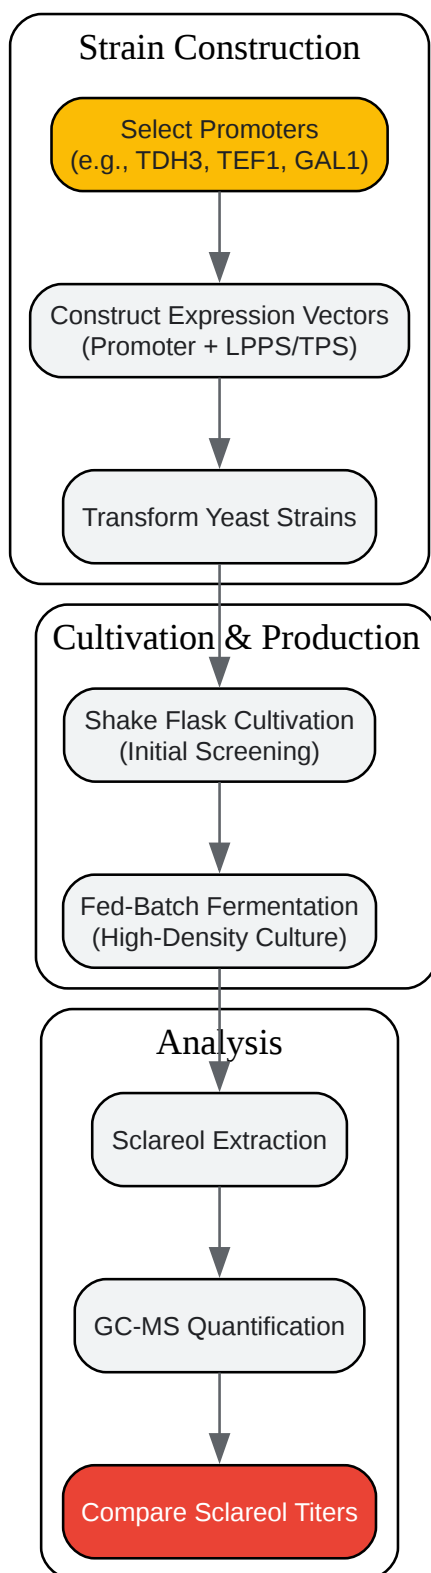 Strain Construction
Select Promoters
(e.g., TDH3, TEF1, GAL1)
Construct Expression Vectors
(Promoter + LPPS/TPS)
Transform Yeast Strains
Cultivation & Production
Shake Flask Cultivation
(Initial Screening)
Fed-Batch Fermentation
(High-Density Culture)
Analysis
Sclareol Extraction
GC-MS Quantification
Compare Sclareol Titers